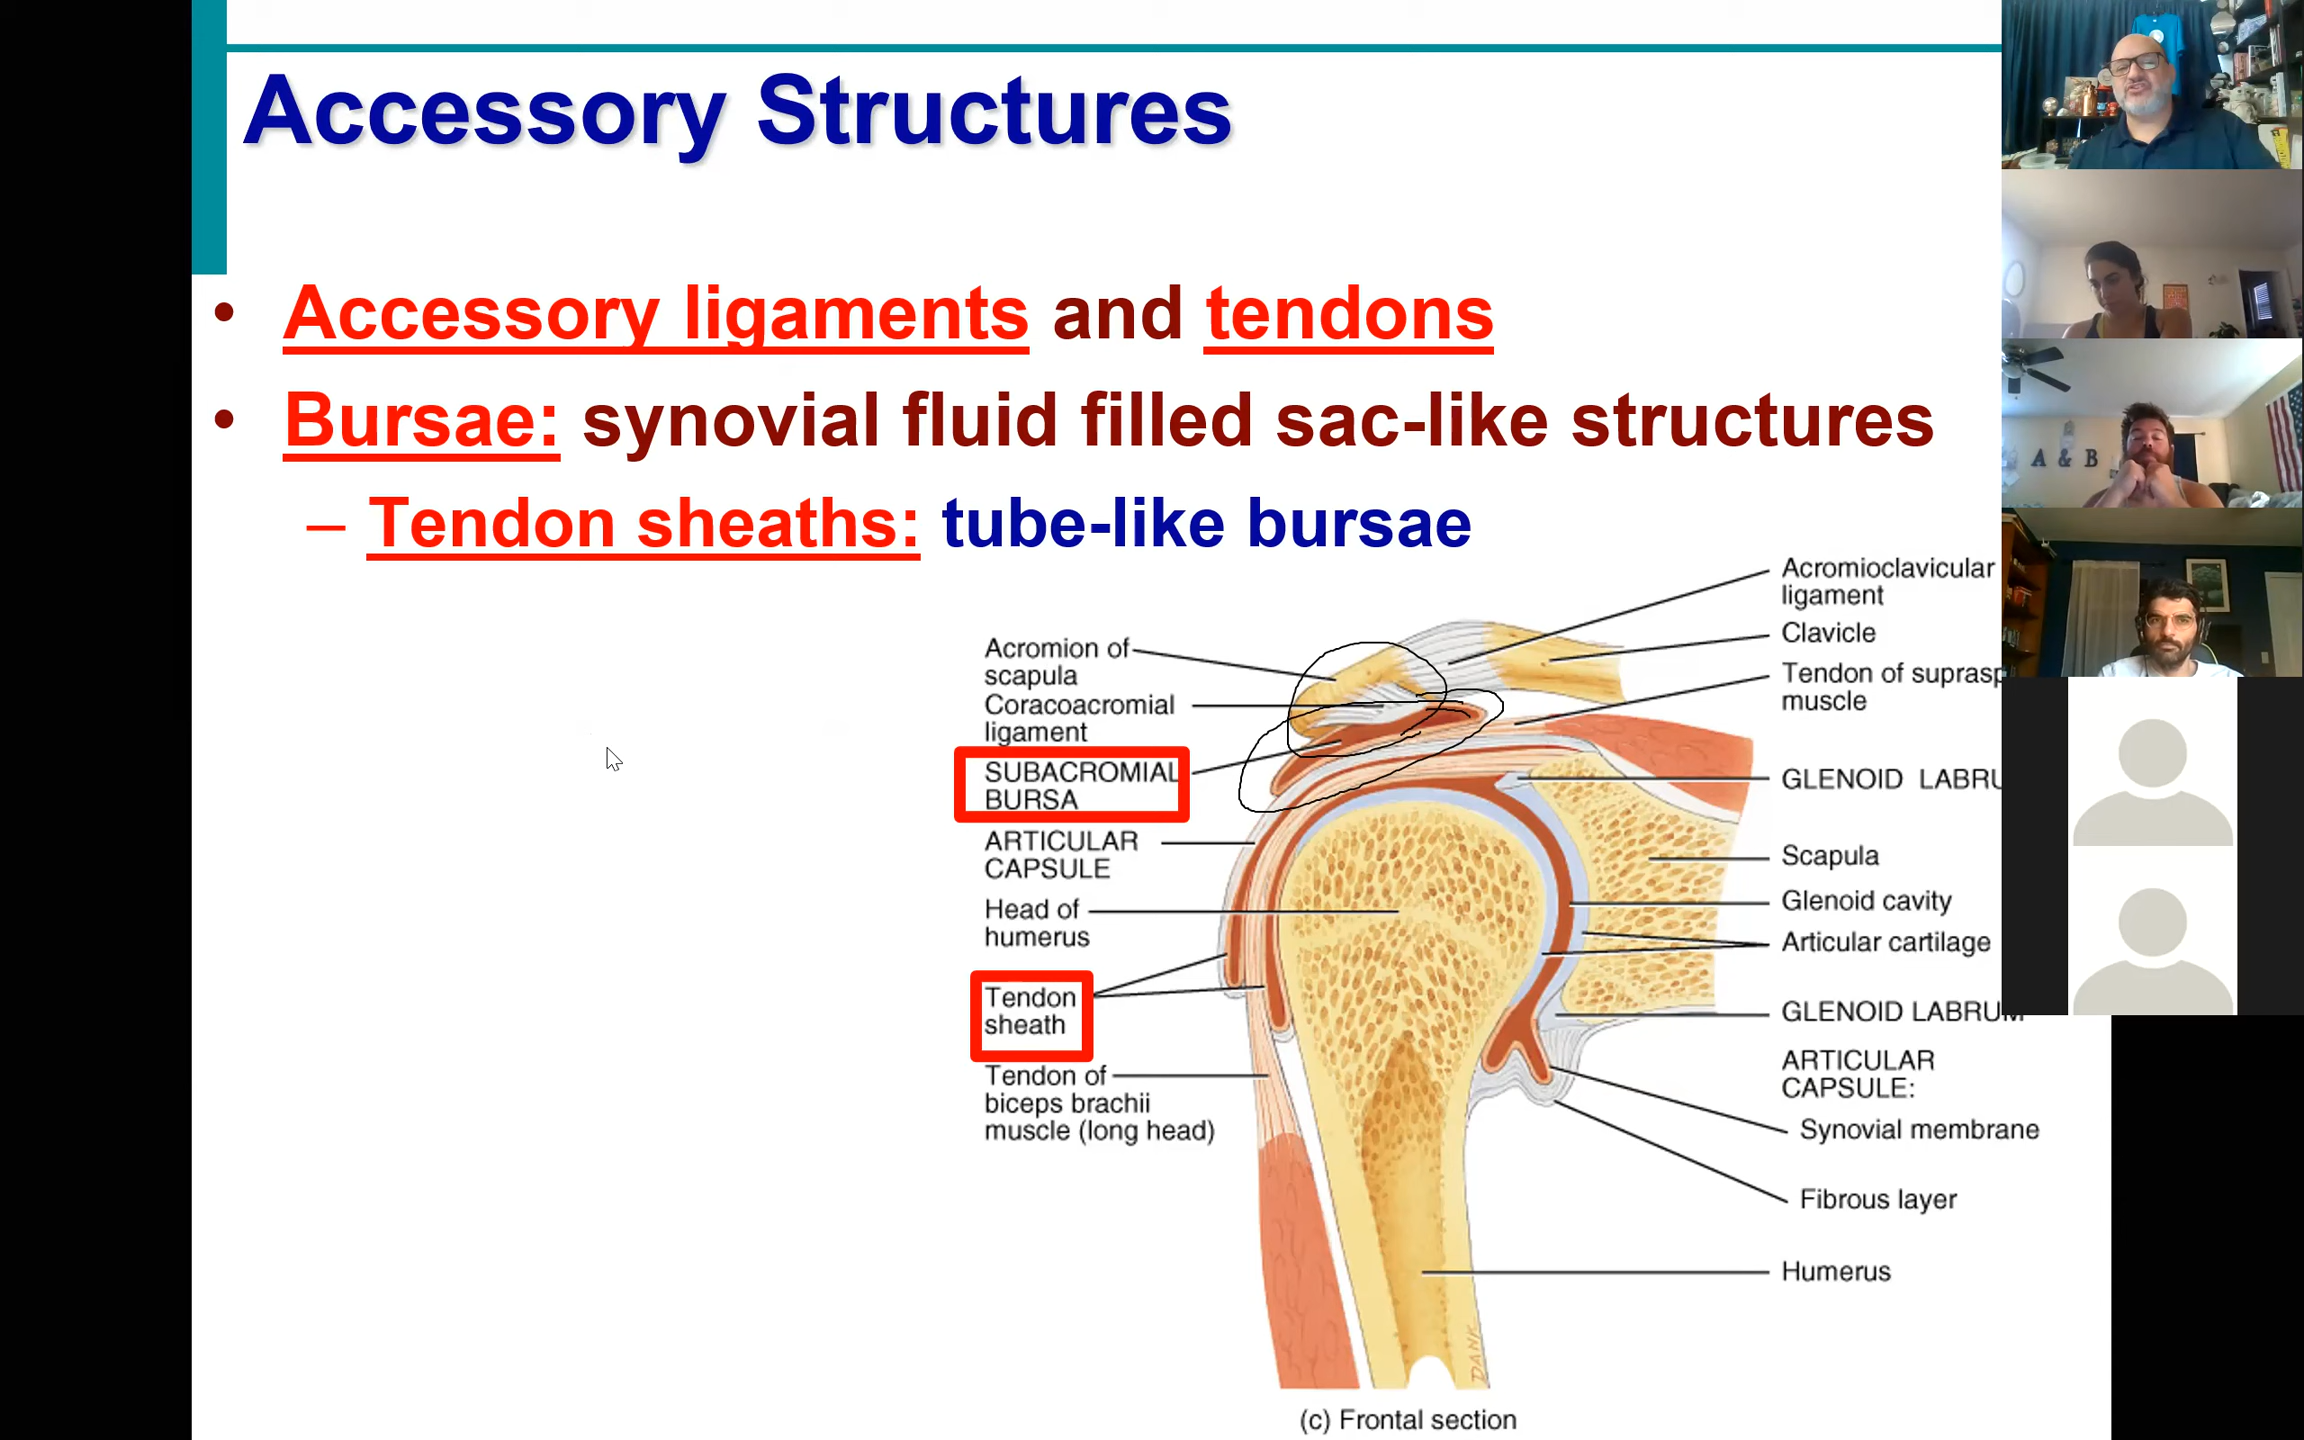 Accessory Structures
• Accessory ligaments and tendons
• Bursae: synovial fluid filled sac-like structures
– Tendon sheaths: tube-like bursae
Acromion of
scapula
Coracoacromial
ligament
SUBACROMIAL
BURSA
ARTICULAR
CAPSULE
Head of
humerus
Tendon
sheath
Tendon of
biceps brachii
muscle (long head)
Acromioclavicular
ligament
Clavicle
Tendon of suprasp
muscle
GLENOID LABRU
Scapula
Glenoid cavity
Articular cartilage
GLENOID LABRUM
ARTICULAR
CAPSULE:
Synovial membrane
Fibrous layer
Humerus
DANK
(c) Frontal section
A & B